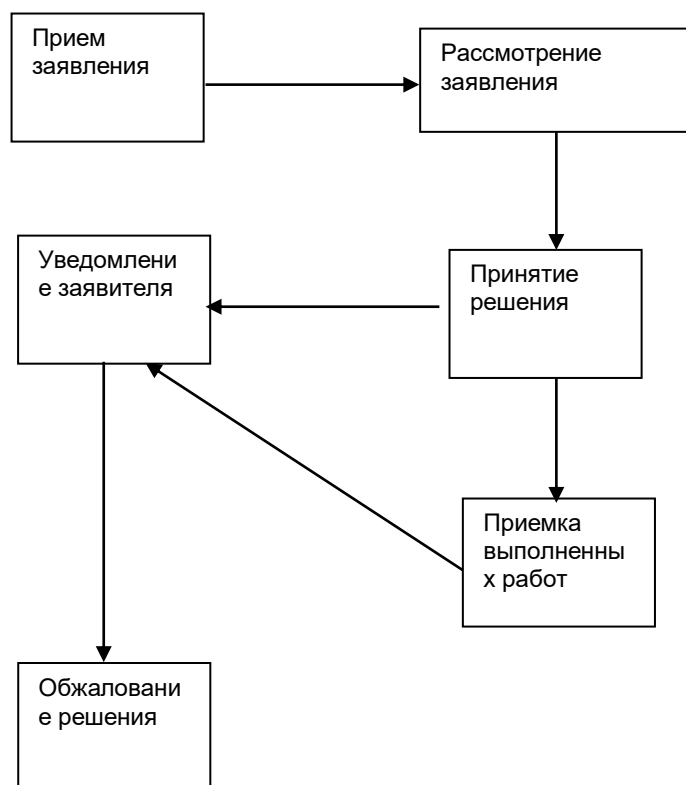 Прием
заявления
Рассмотрение
заявления
Уведомлени
е заявителя
Принятие
решения
Приемка
выполненны
х работ
Обжаловани
е решения